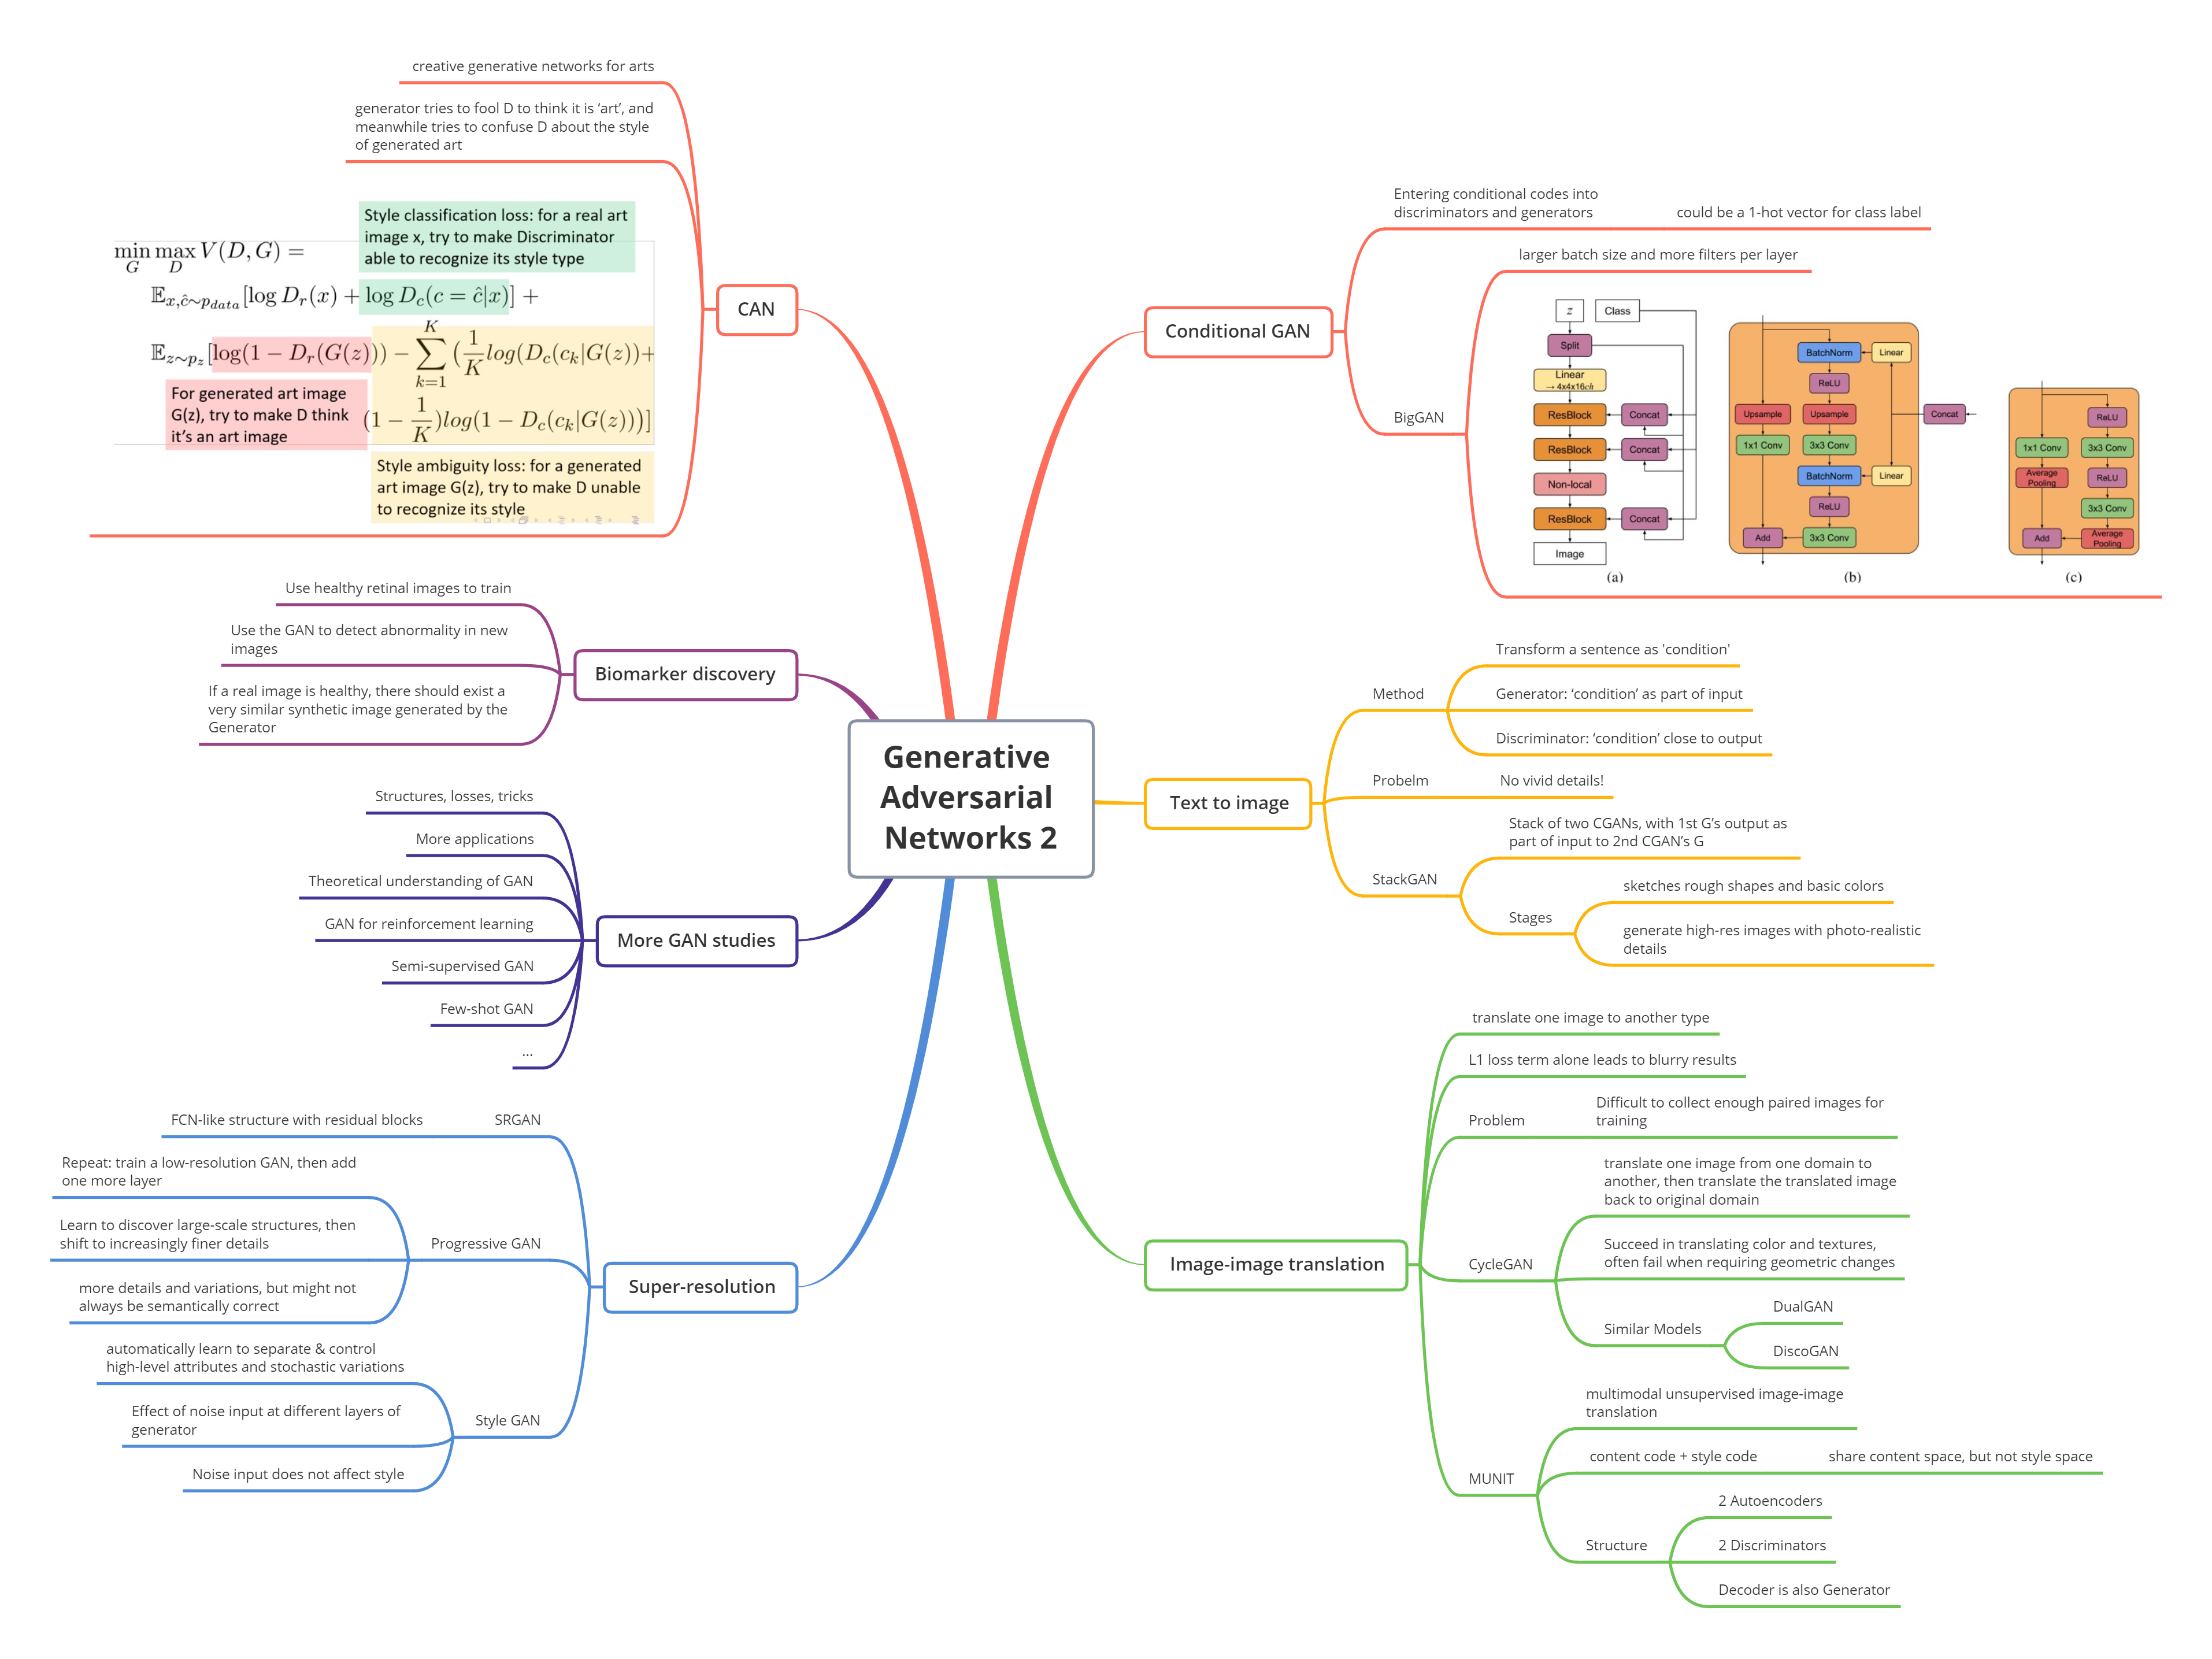 Generative
Adversarial
Networks 2
Conditional GAN
Entering conditional codes into
discriminators and generators
could be a 1-hot vector for class label
BigGAN
larger batch size and more filters per layer
z
Class
Split
Linear
→ 4x4x16ch
ResBlock
Concat
ResBlock
Concat
Non-local
ResBlock
Concat
Image
(a)
BatchNorm
Linear
ReLU
Upsample
Upsample
Concat
1x1 Conv
3x3 Conv
BatchNorm
Linear
ReLU
Add
3x3 Conv
(b)
ReLU
1x1 Conv
3x3 Conv
Average
Pooling
ReLU
3x3 Conv
Add
Average
Pooling
(c)
Text to image
Method
Transform a sentence as 'condition'
Generator: ‘condition’ as part of input
Discriminator: ‘condition’ close to output
Probelm
No vivid details!
StackGAN
Stack of two CGANs, with 1st G’s output as
part of input to 2nd CGAN’s G
Stages
sketches rough shapes and basic colors
generate high-res images with photo-realistic
details
Image-image translation
translate one image to another type
L1 loss term alone leads to blurry results
Problem
Difficult to collect enough paired images for
training
CycleGAN
translate one image from one domain to
another, then translate the translated image
back to original domain
Succeed in translating color and textures,
often fail when requiring geometric changes
Similar Models
DualGAN
DiscoGAN
MUNIT
multimodal unsupervised image-image
translation
content code + style code
share content space, but not style space
Structure
2 Autoencoders
2 Discriminators
Decoder is also Generator
CAN
creative generative networks for arts
generator tries to fool D to think it is ‘art’, and
meanwhile tries to confuse D about the style
of generated art
Style classification loss: for a real art
image x, try to make Discriminator
able to recognize its style type
min_G max_D V(D, G) =
𝔼_{x,ĉ∼p_data}[log D_r(x) + log D_c(c = ĉ|x)] +
𝔼_{z∼p_z}[log(1 − D_r(G(z))) − ∑_{k=1}^{K} (1/K log(D_c(c_k|G(z))+
(1 − 1/K)log(1 − D_c(c_k|G(z)))]
For generated art image
G(z), try to make D think
it’s an art image
Style ambiguity loss: for a generated
art image G(z), try to make D unable
to recognize its style
Biomarker discovery
Use healthy retinal images to train
Use the GAN to detect abnormality in new
images
If a real image is healthy, there should exist a
very similar synthetic image generated by the
Generator
More GAN studies
Structures, losses, tricks
More applications
Theoretical understanding of GAN
GAN for reinforcement learning
Semi-supervised GAN
Few-shot GAN
...
Super-resolution
SRGAN
FCN-like structure with residual blocks
Progressive GAN
Repeat: train a low-resolution GAN, then add
one more layer
Learn to discover large-scale structures, then
shift to increasingly finer details
more details and variations, but might not
always be semantically correct
Style GAN
automatically learn to separate & control
high-level attributes and stochastic variations
Effect of noise input at different layers of
generator
Noise input does not affect style